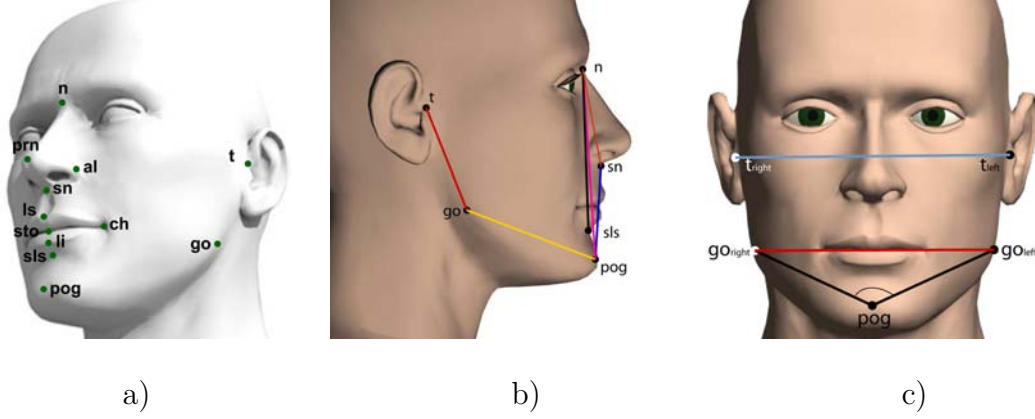 n
prn
al
t
sn
ls
ch
sto
li
go
sls
pog
a)
n
t
sn
go
sls
pog
b)
tright
tleft
goright
goleft
pog
c)